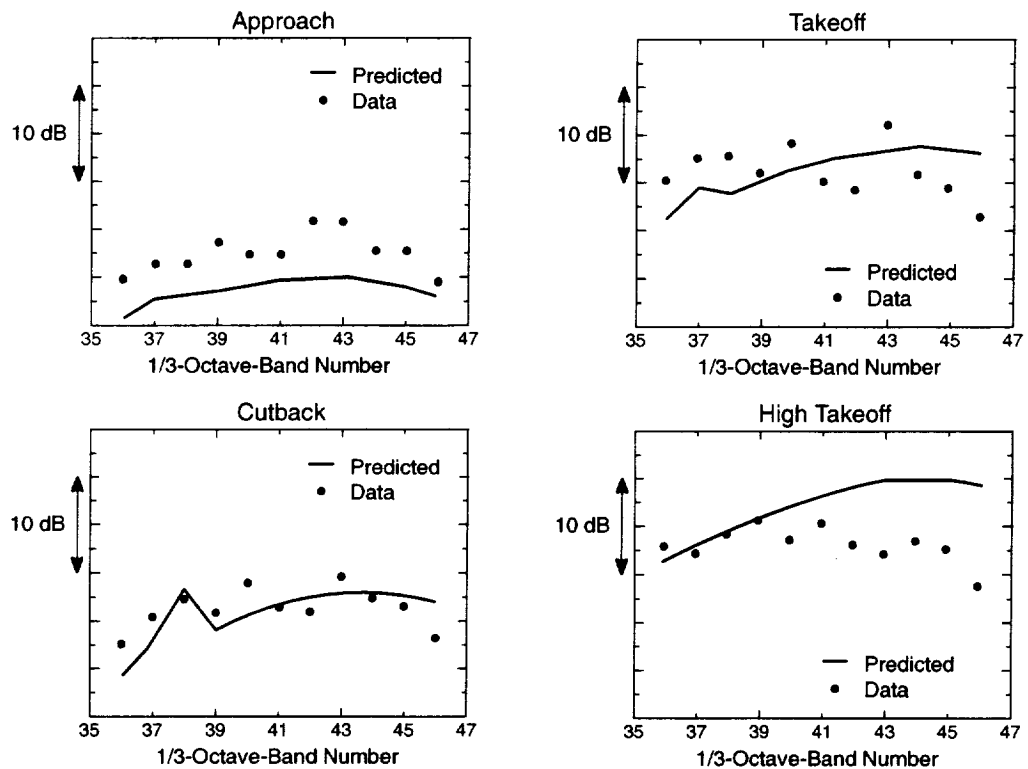 Approach
Predicted
Data
10 dB
35 37 39 41 43 45 47
1/3-Octave-Band Number
Takeoff
10 dB
Predicted
Data
35 37 39 41 43 45 47
1/3-Octave-Band Number
Cutback
Predicted
Data
10 dB
35 37 39 41 43 45 47
1/3-Octave-Band Number
High Takeoff
10 dB
Predicted
Data
35 37 39 41 43 45 47
1/3-Octave-Band Number